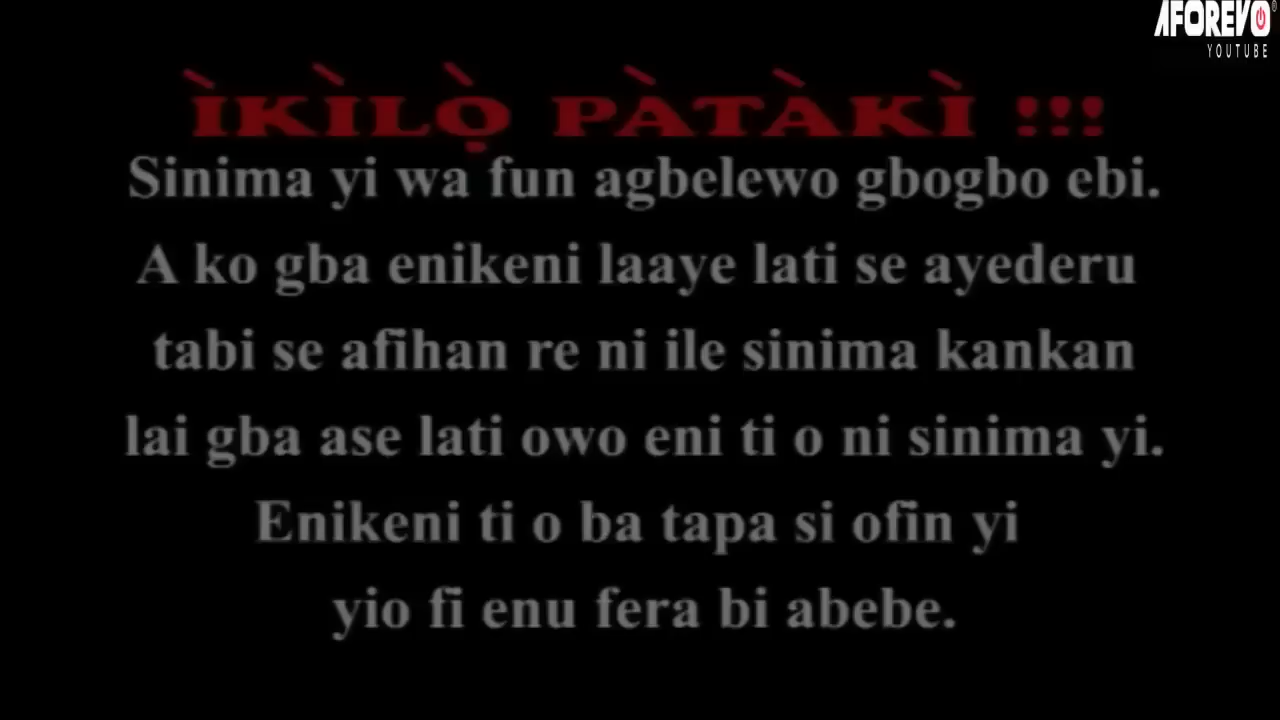 AFOREVO
YOUTUBE
ÌKÌLỌ̀ PÀTÀKÌ !!!
Sinima yi wa fun agbelewo gbogbo ebi.
A ko gba enikeni laaye lati se ayederu
tabi se afihan re ni ile sinima kankan
lai gba ase lati owo eni ti o ni sinima yi.
Enikeni ti o ba tapa si ofin yi
yio fi enu fera bi abebe.